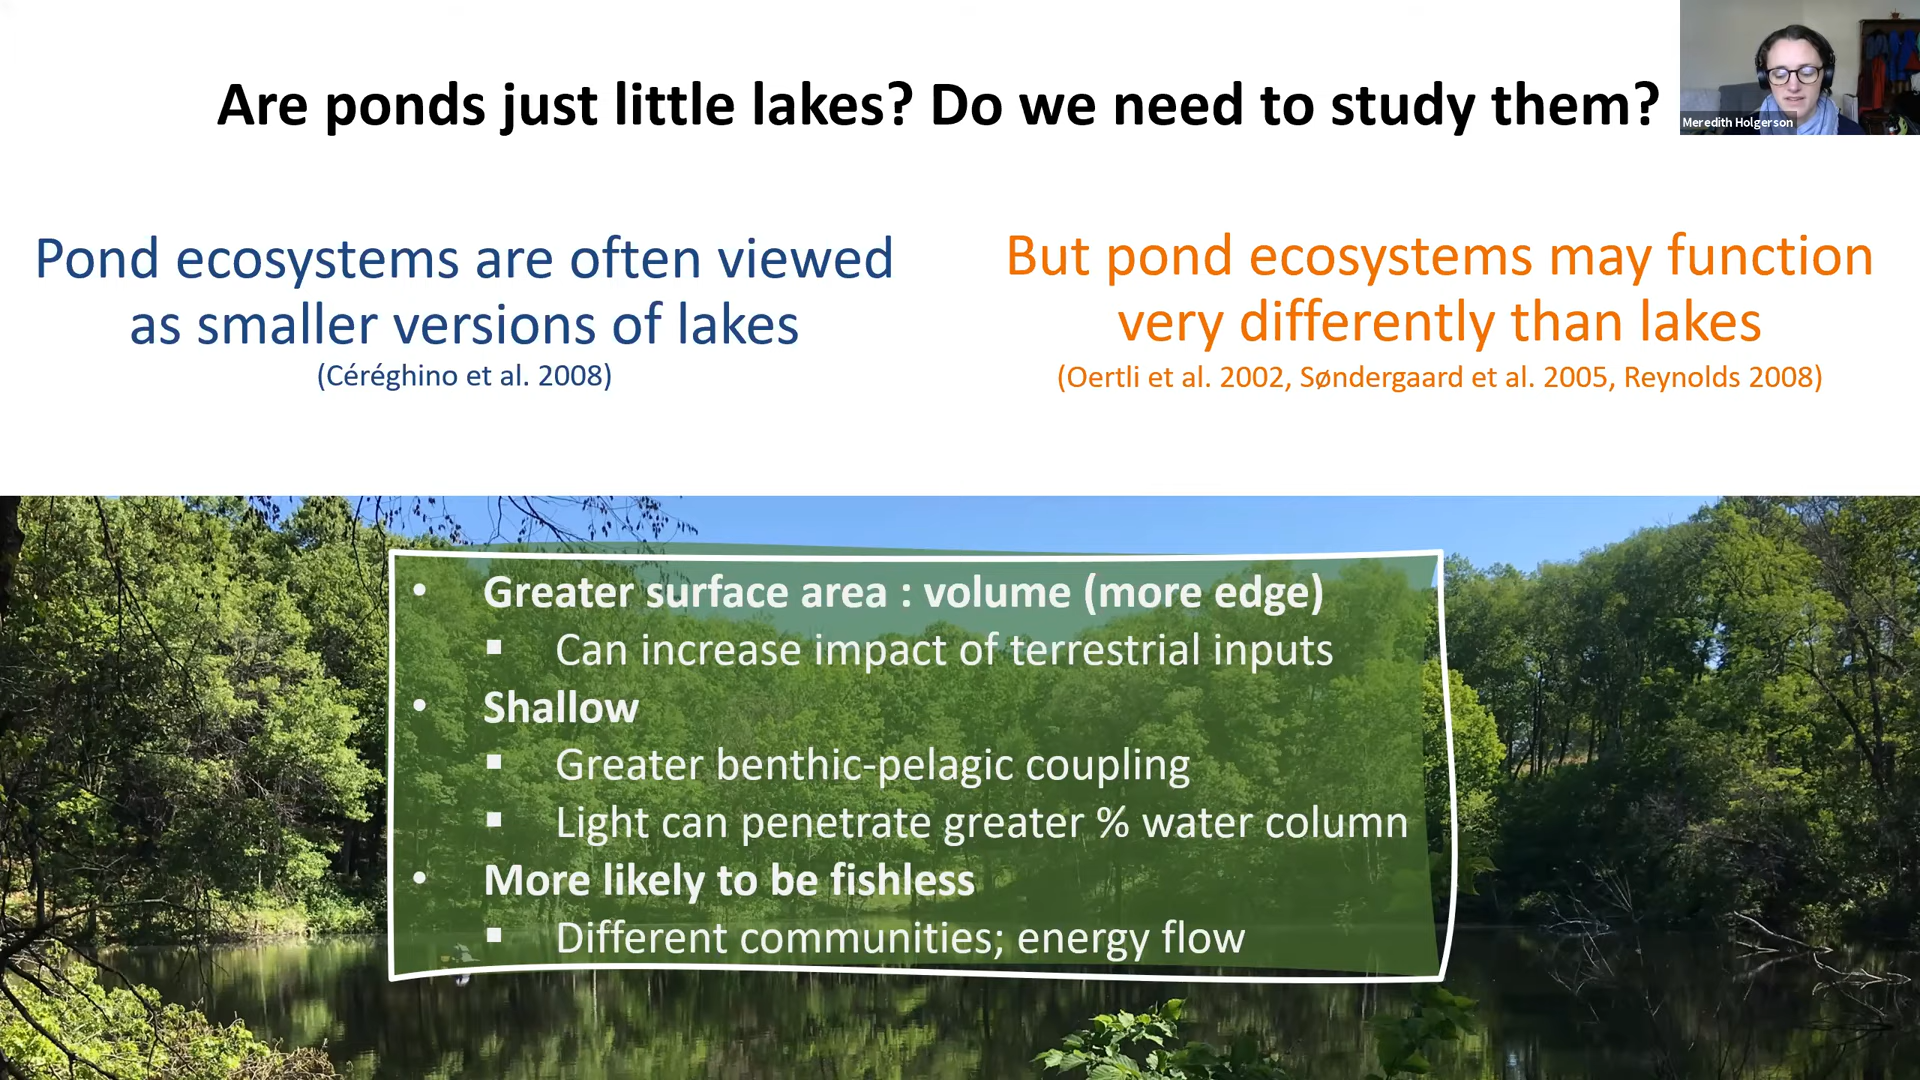 Are ponds just little lakes? Do we need to study them?
Meredith Holgerson
Pond ecosystems are often viewed
as smaller versions of lakes
(Céréghino et al. 2008)
But pond ecosystems may function
very differently than lakes
(Oertli et al. 2002, Søndergaard et al. 2005, Reynolds 2008)
• Greater surface area : volume (more edge)
▪ Can increase impact of terrestrial inputs
• Shallow
▪ Greater benthic-pelagic coupling
▪ Light can penetrate greater % water column
• More likely to be fishless
▪ Different communities; energy flow